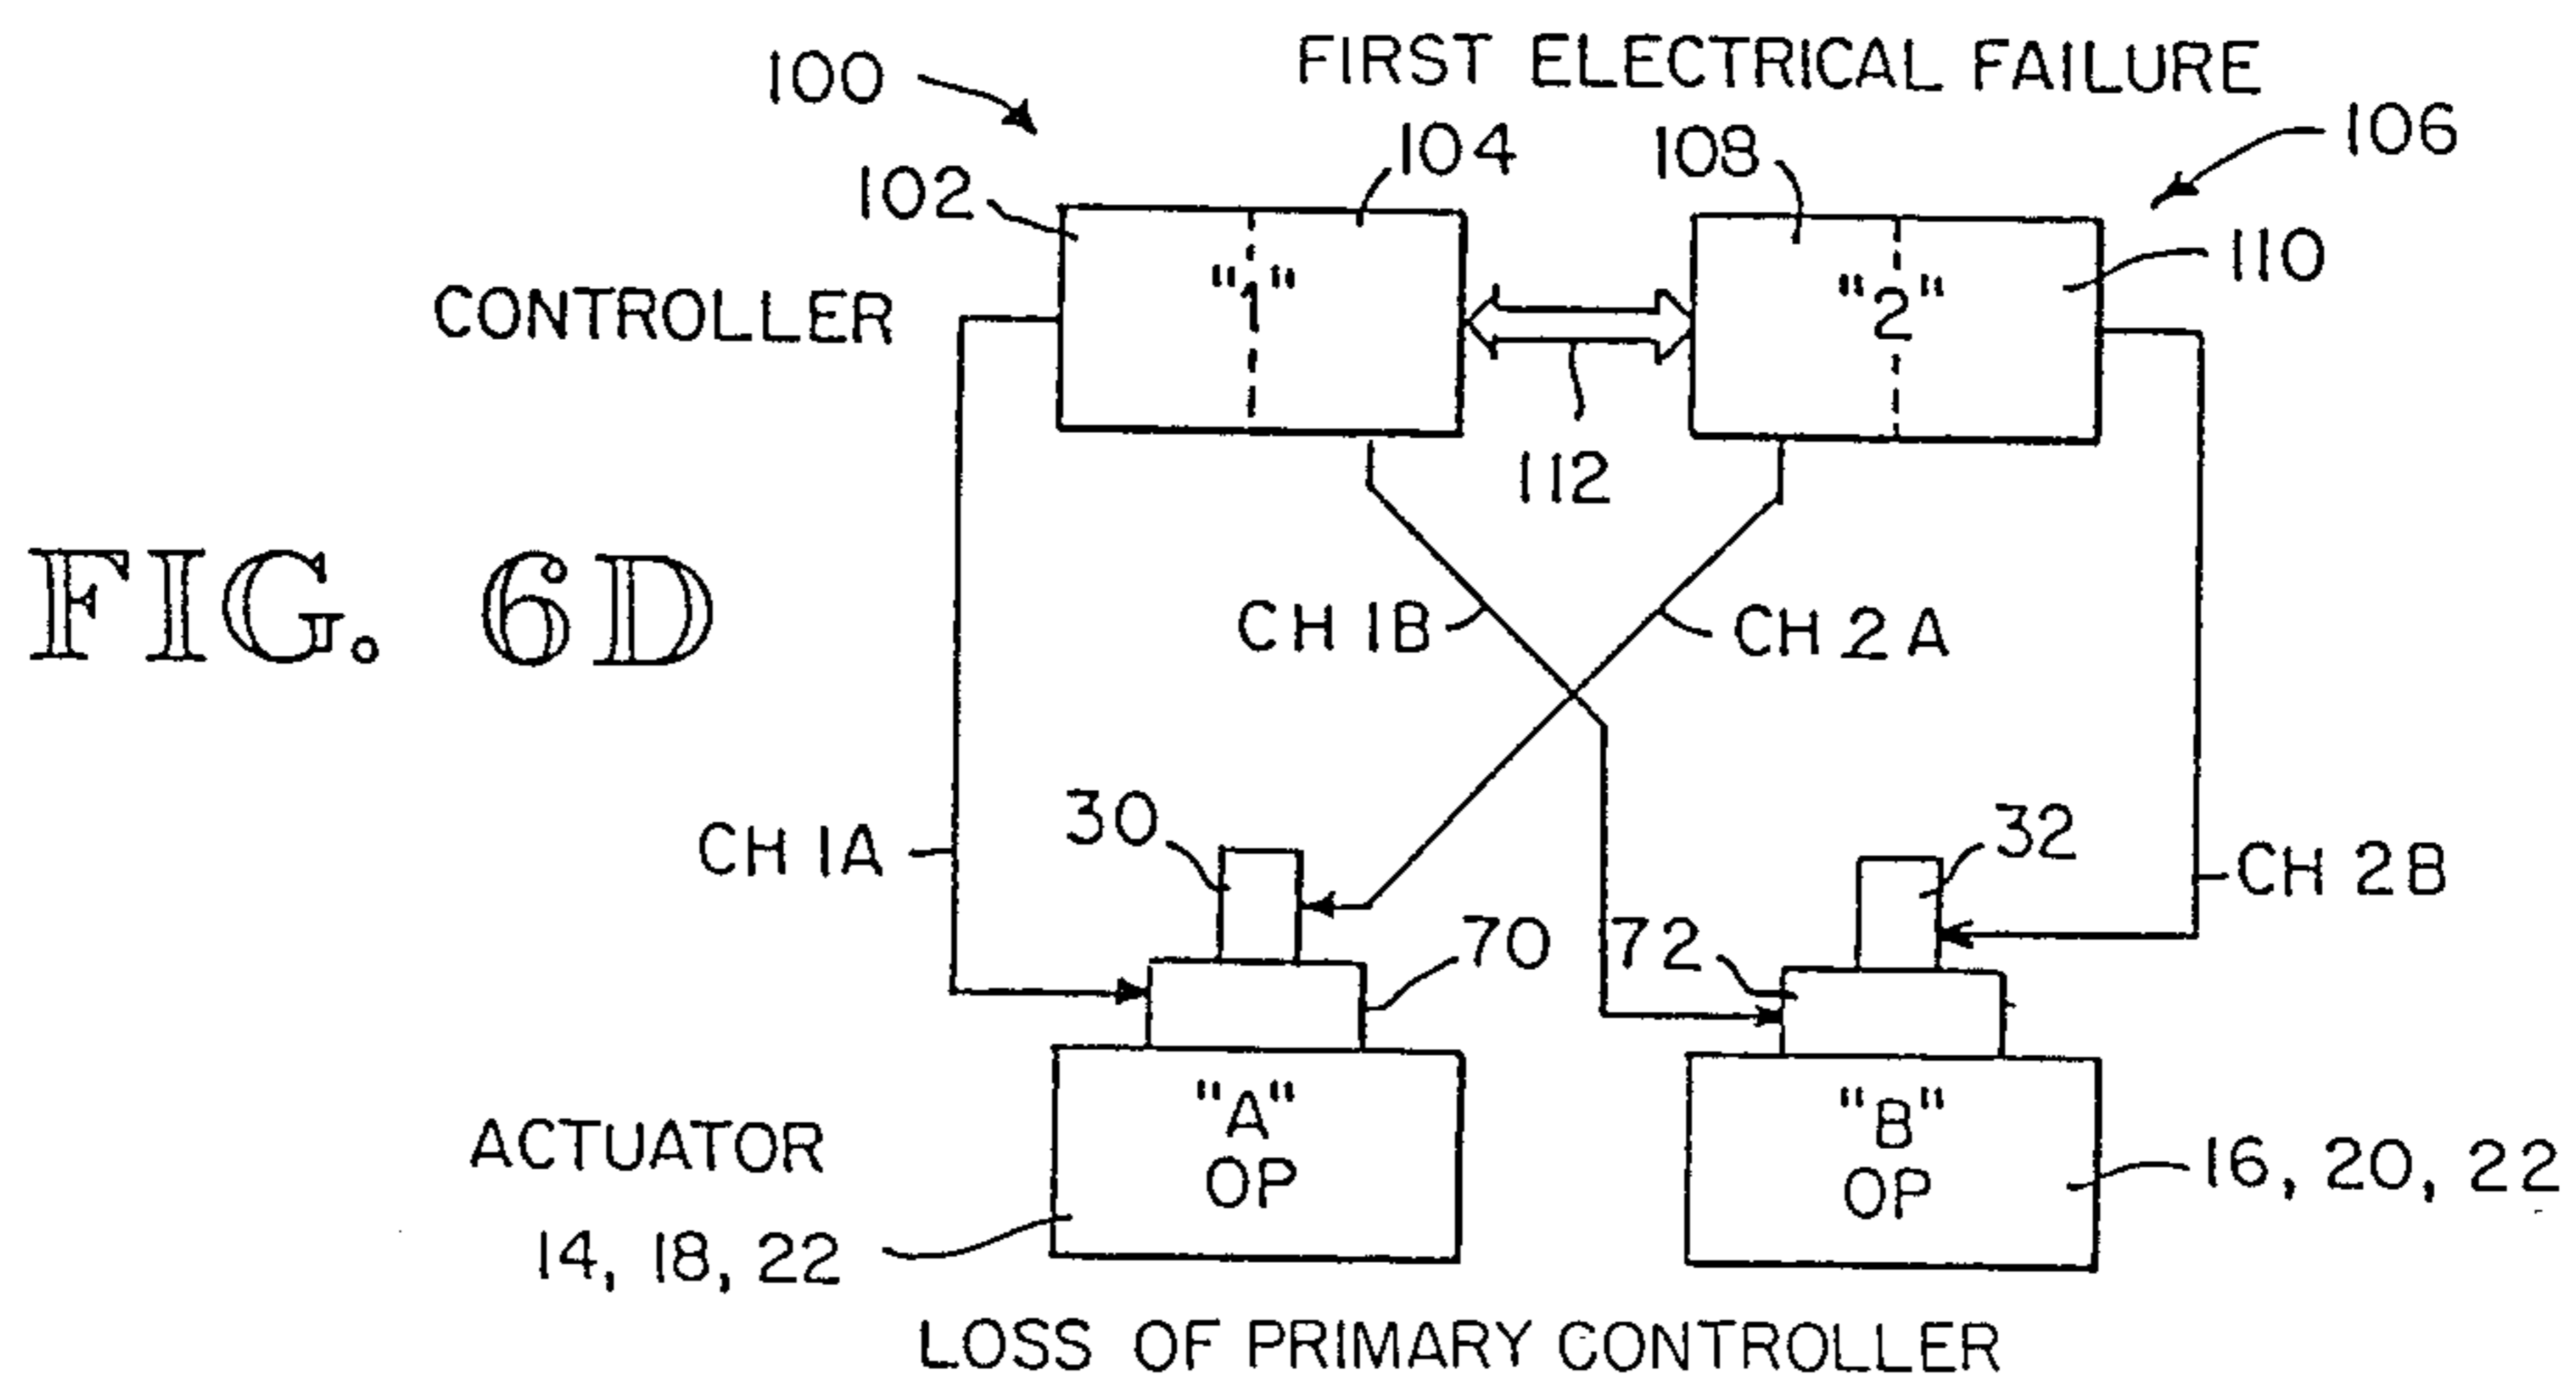 FIRST ELECTRICAL FAILURE
100
106
104
108
102
110
CONTROLLER
"1"
"2"
112
FIG. 6D
CH 1B
CH 2A
30
32
CH 1A
CH 2B
70
72
"A"
OP
"B"
OP
ACTUATOR
14, 18, 22
16, 20, 22
LOSS OF PRIMARY CONTROLLER